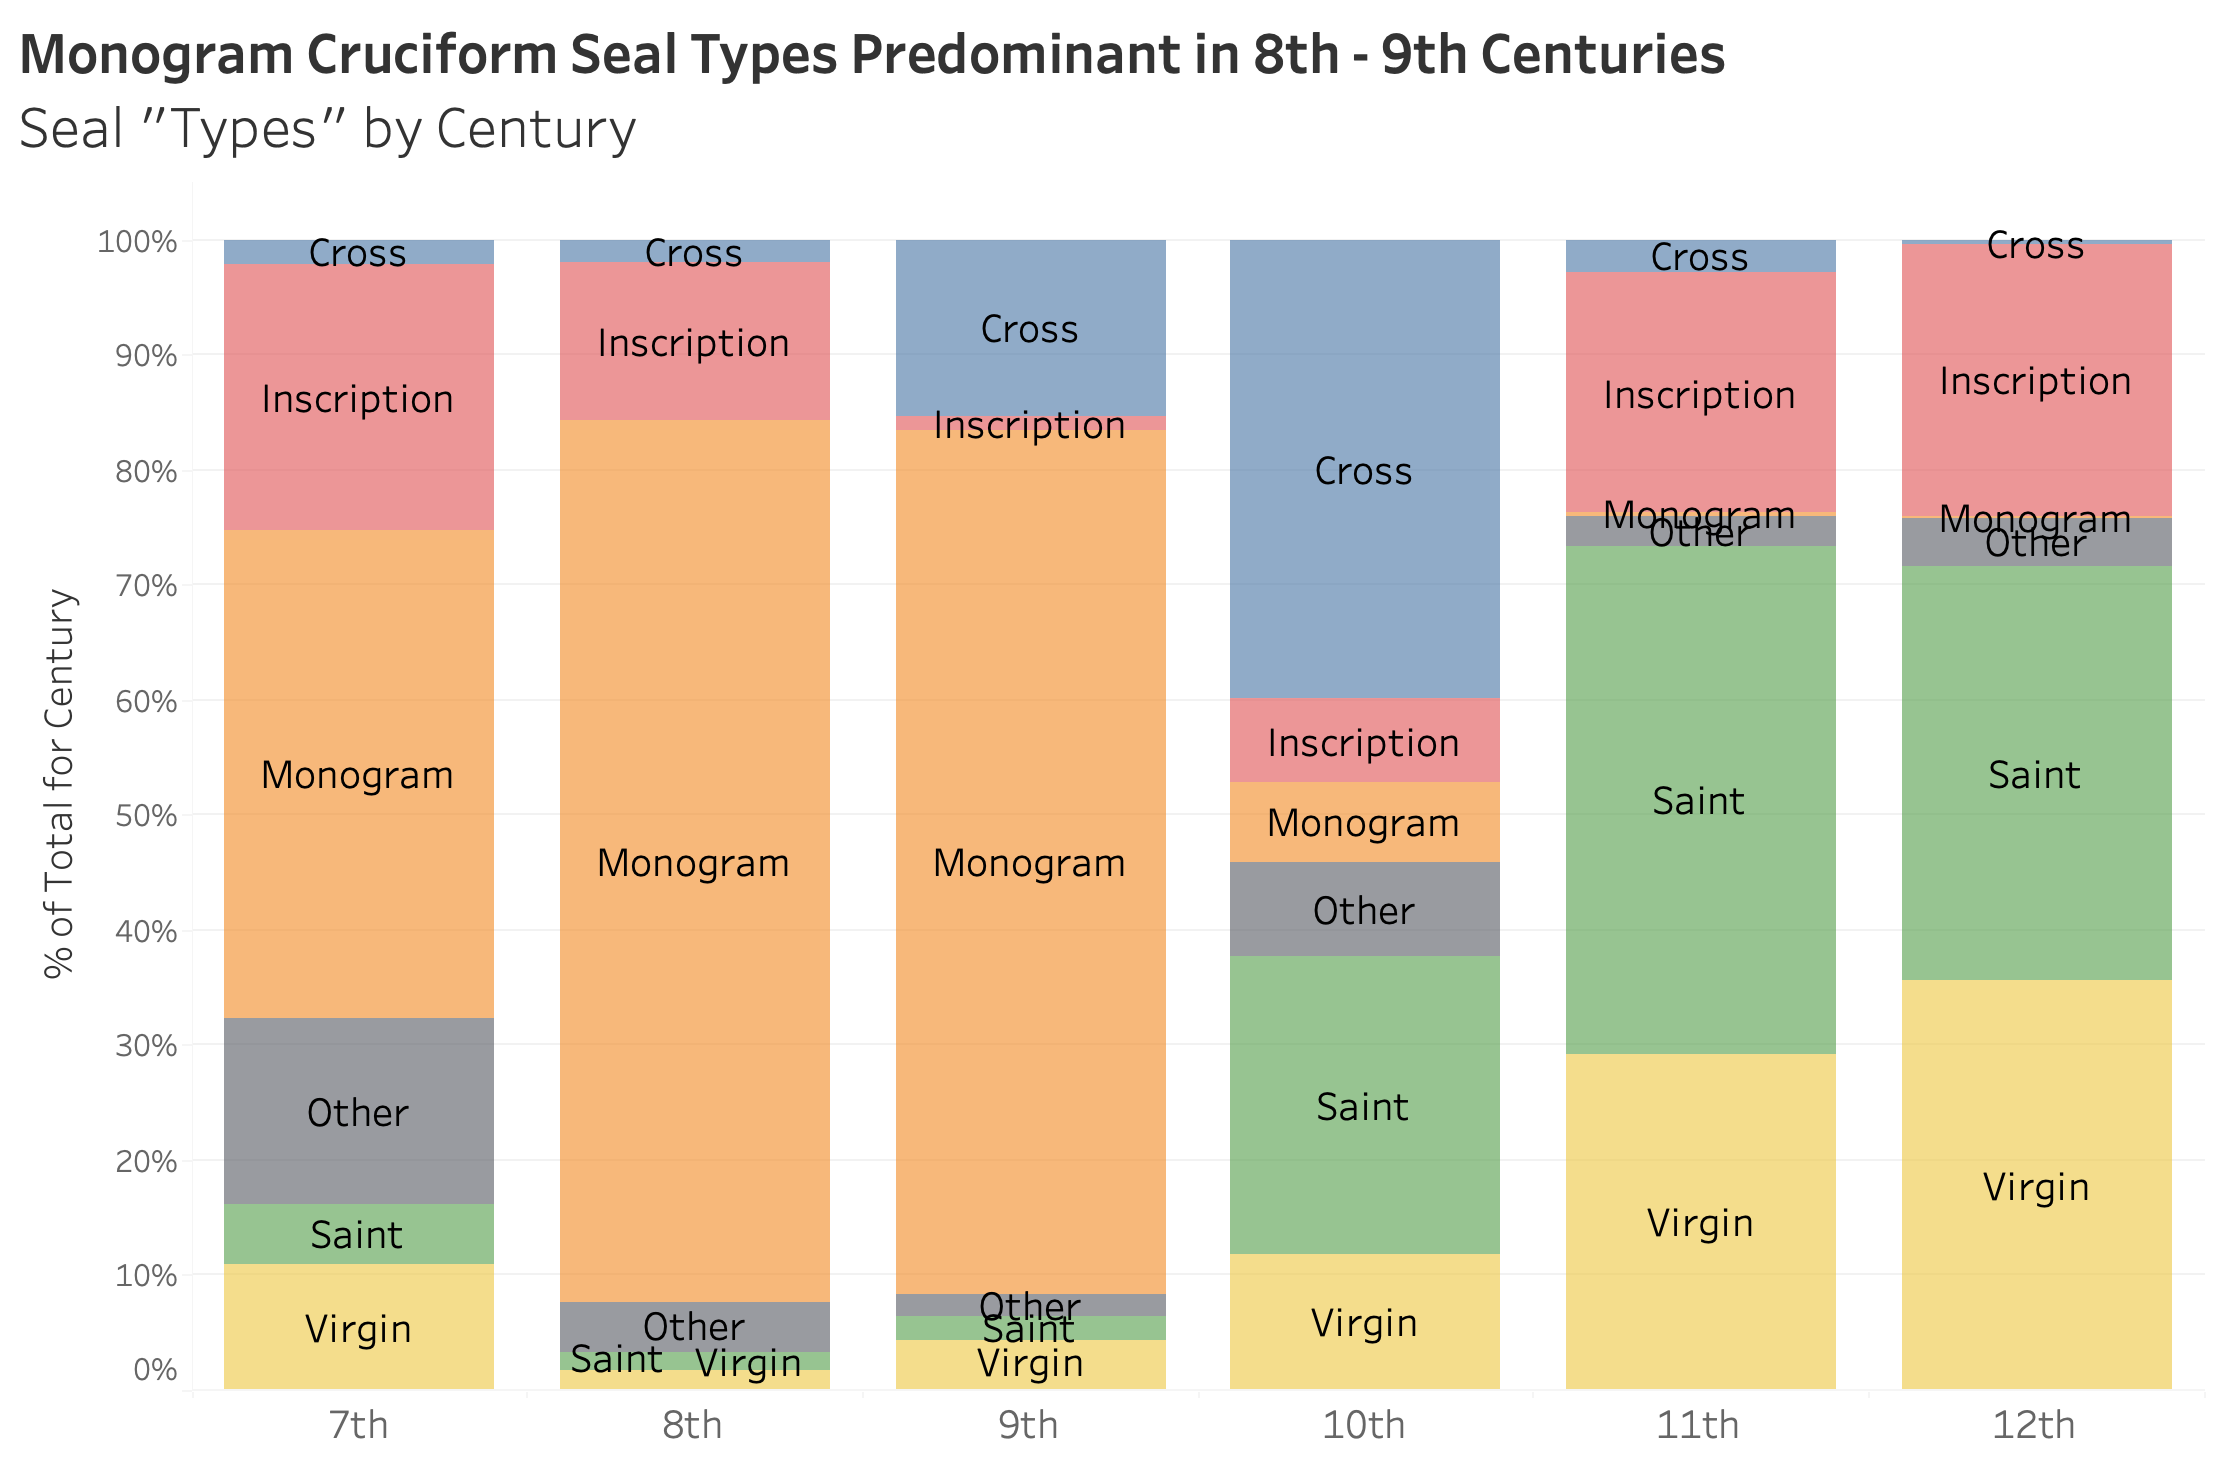 Monogram Cruciform Seal Types Predominant in 8th - 9th Centuries
Seal "Types" by Century
% of Total for Century
100%
90%
80%
70%
60%
50%
40%
30%
20%
10%
0%
Cross
Inscription
Monogram
Other
Saint
Virgin
Cross
Inscription
Monogram
Other
Saint Virgin
Cross
Inscription
Monogram
Other
Saint
Virgin
Cross
Inscription
Monogram
Other
Saint
Virgin
Cross
Inscription
Monogram
Other
Saint
Virgin
Cross
Inscription
Monogram
Other
Saint
Virgin
7th 8th 9th 10th 11th 12th